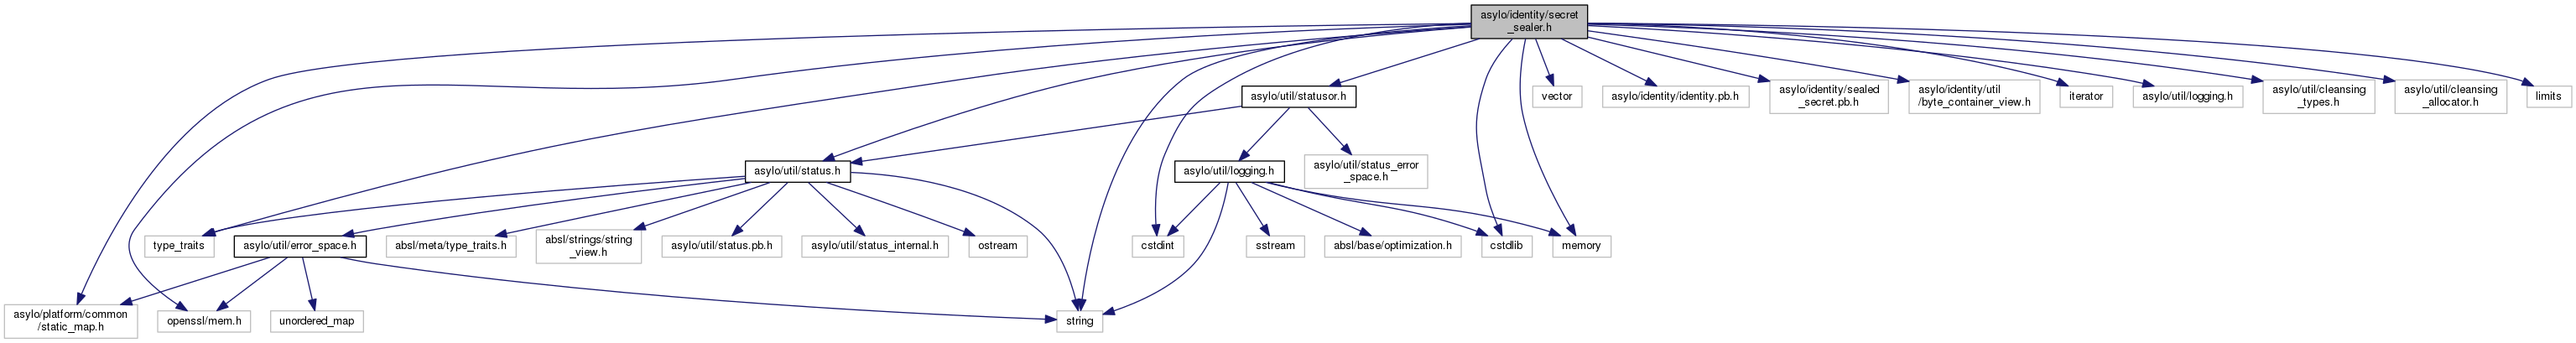 asylo/identity/secret
_sealer.h
asylo/util/statusor.h
vector
asylo/identity/identity.pb.h
asylo/identity/sealed
_secret.pb.h
asylo/identity/util
/byte_container_view.h
iterator
asylo/util/logging.h
asylo/util/cleansing
_types.h
asylo/util/cleansing
_allocator.h
limits
asylo/util/status.h
asylo/util/logging.h
asylo/util/status_error
_space.h
type_traits
asylo/util/error_space.h
absl/meta/type_traits.h
absl/strings/string
_view.h
asylo/util/status.pb.h
asylo/util/status_internal.h
ostream
cstdint
sstream
absl/base/optimization.h
cstdlib
memory
asylo/platform/common
/static_map.h
openssl/mem.h
unordered_map
string